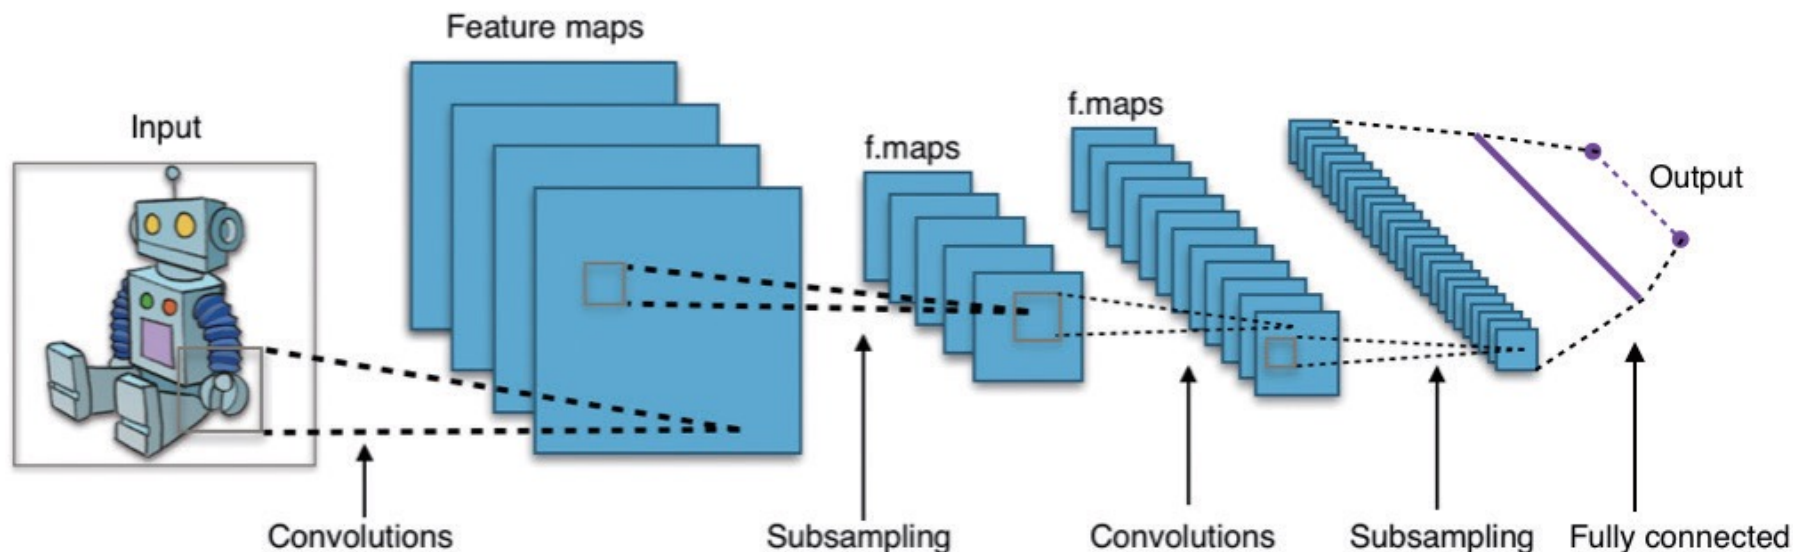 Feature maps
f.maps
Input
f.maps
Output
Convolutions
Subsampling
Convolutions
Subsampling
Fully connected